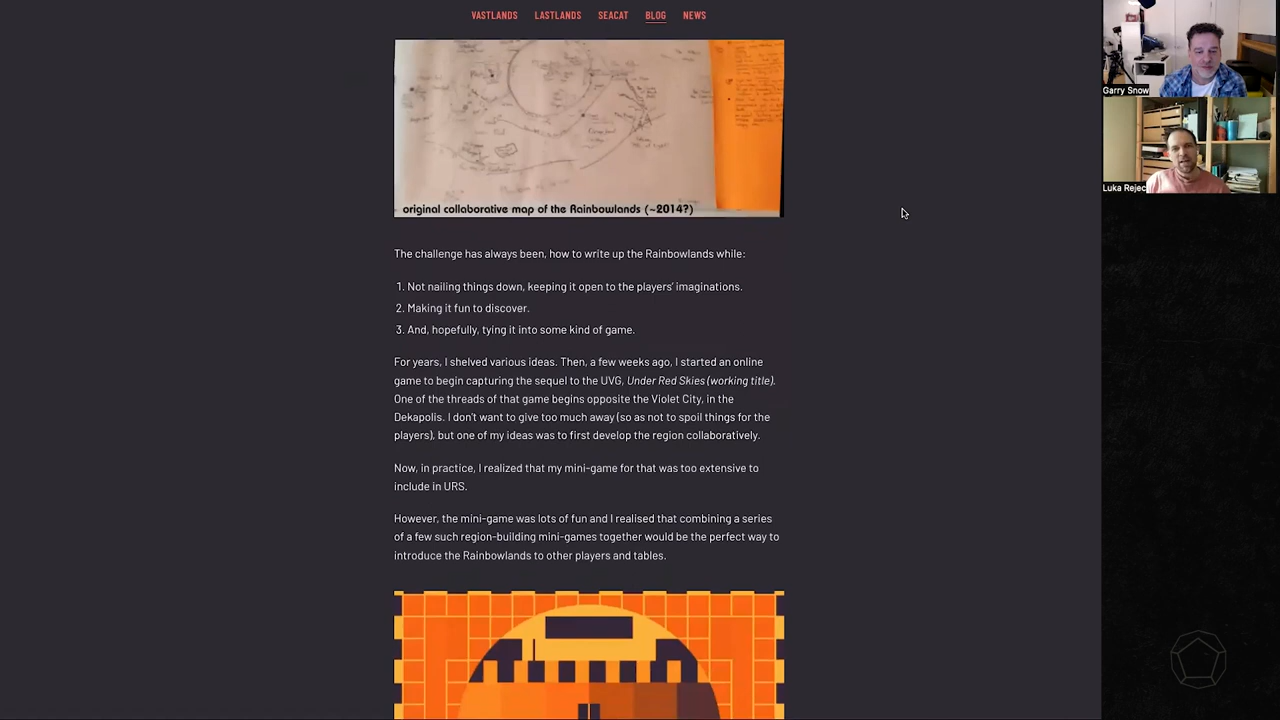 VASTLANDS LASTLANDS SEACAT BLOG NEWS
Garry Snow
Luka Rejec
original collaborative map of the Rainbowlands (~2014?)
The challenge has always been, how to write up the Rainbowlands while:
1. Not nailing things down, keeping it open to the players’ imaginations.
2. Making it fun to discover.
3. And, hopefully, tying it into some kind of game.
For years, I shelved various ideas. Then, a few weeks ago, I started an online
game to begin capturing the sequel to the UVG, Under Red Skies (working title).
One of the threads of that game begins opposite the Violet City, in the
Dekapolis. I don’t want to give too much away (so as not to spoil things for the
players), but one of my ideas was to first develop the region collaboratively.
Now, in practice, I realized that my mini-game for that was too extensive to
include in URS.
However, the mini-game was lots of fun and I realised that combining a series
of a few such region-building mini-games together would be the perfect way to
introduce the Rainbowlands to other players and tables.